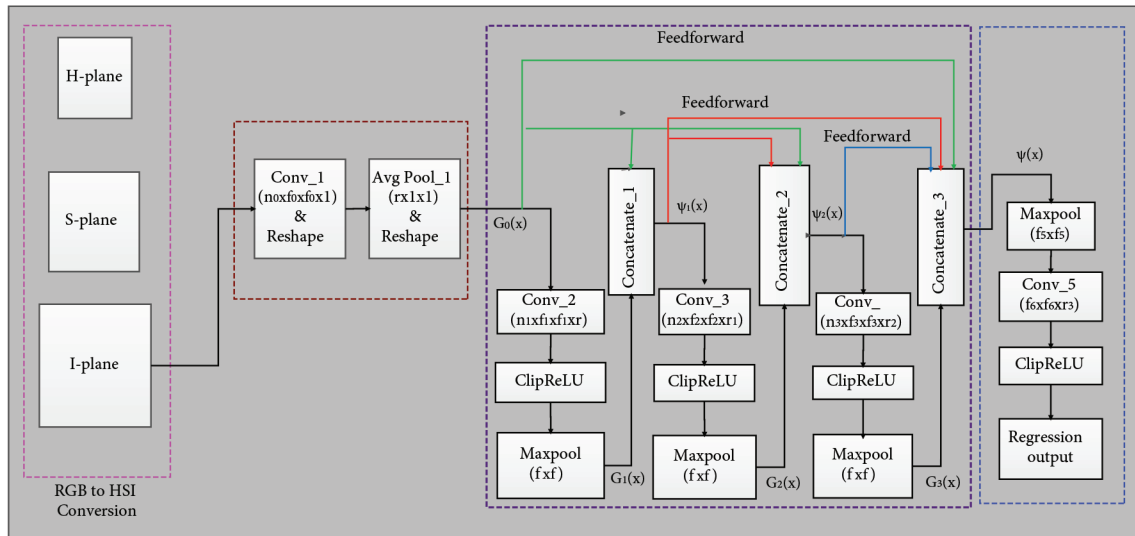 H-plane
S-plane
I-plane
RGB to HSI
Conversion
Conv_1
(n0xf0xf0x1)
&
Reshape
Avg Pool_1
(rx1x1)
&
Reshape
G0(x)
Feedforward
Feedforward
Feedforward
Concatenate_1
ψ1(x)
Concatenate_2
ψ2(x)
Concatenate_3
Conv_2
(n1xf1xf1xr)
ClipReLU
Maxpool
(fxf)
G1(x)
Conv_3
(n2xf2xf2xr1)
ClipReLU
Maxpool
(fxf)
G2(x)
Conv_
(n3xf3xf3xr2)
ClipReLU
Maxpool
(fxf)
G3(x)
ψ(x)
Maxpool
(f5xf5)
Conv_5
(f6xf6xr3)
ClipReLU
Regression
output